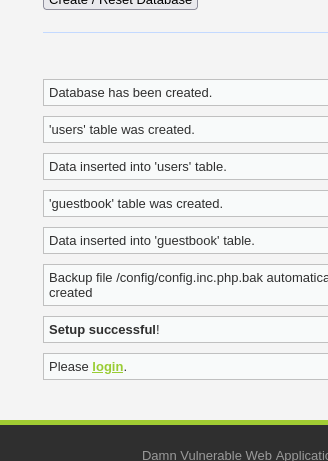 Create / Reset Database
Database has been created.
'users' table was created.
Data inserted into 'users' table.
'guestbook' table was created.
Data inserted into 'guestbook' table.
Backup file /config/config.inc.php.bak automatica
created
Setup successful!
Please login.
Damn Vulnerable Web Applicatio